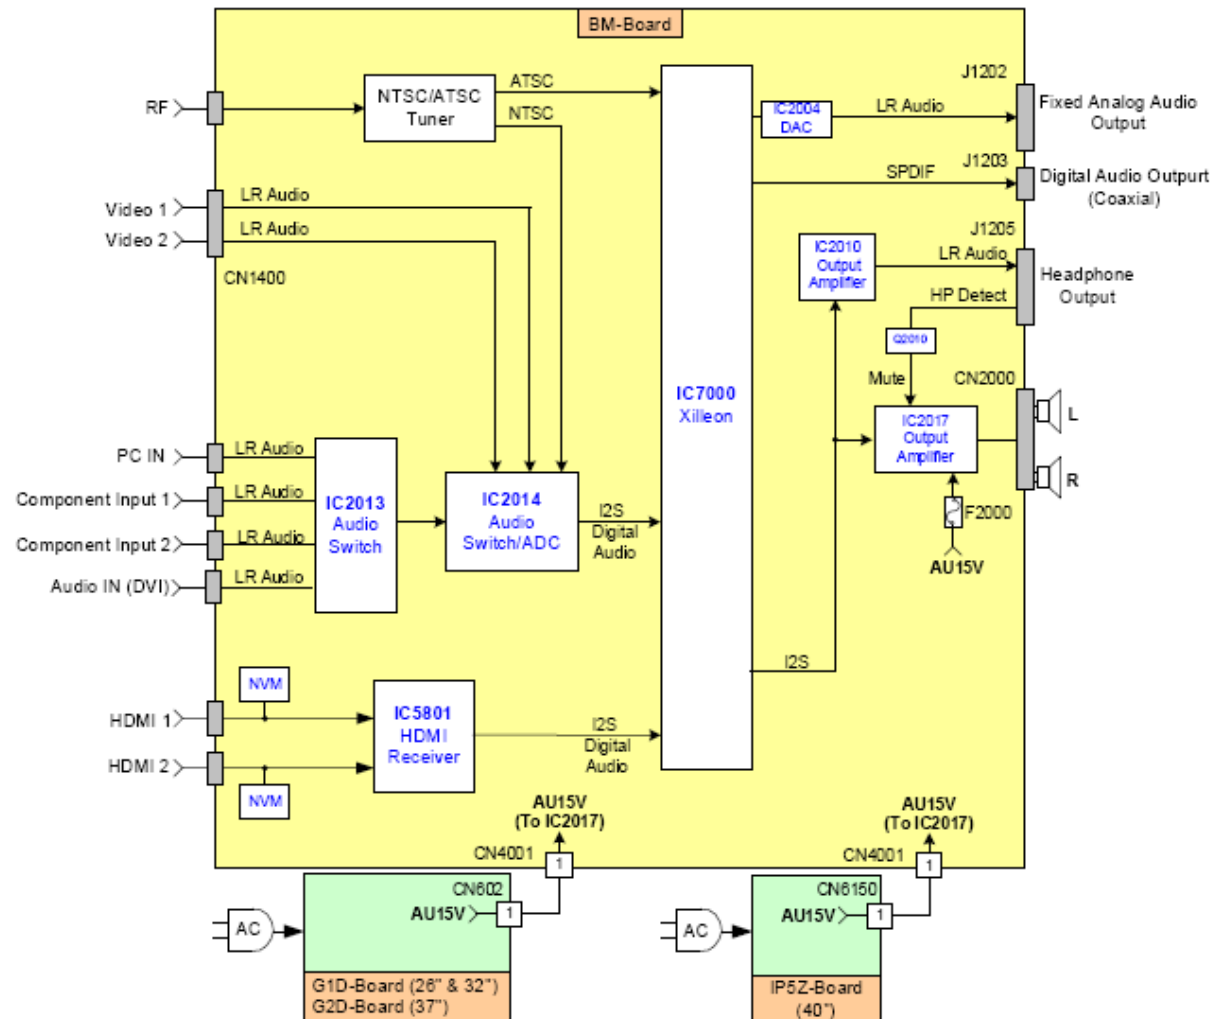 BM-Board
RF
NTSC/ATSC
Tuner
ATSC
NTSC
Video 1
LR Audio
Video 2
LR Audio
CN1400
PC IN
LR Audio
Component Input 1
LR Audio
Component Input 2
LR Audio
Audio IN (DVI)
LR Audio
IC2013
Audio
Switch
IC2014
Audio
Switch/ADC
I2S
Digital
Audio
IC7000
Xilleon
IC2004
DAC
LR Audio
J1202
Fixed Analog Audio
Output
SPDIF
J1203
Digital Audio Outpurt
(Coaxial)
IC2010
Output
Amplifier
J1205
LR Audio
HP Detect
Headphone
Output
Q2010
Mute
CN2000
IC2017
Output
Amplifier
L
R
F2000
AU15V
I2S
HDMI 1
NVM
HDMI 2
NVM
IC5801
HDMI
Receiver
I2S
Digital
Audio
AU15V
(To IC2017)
CN4001
1
AU15V
(To IC2017)
CN4001
1
AC
CN602
AU15V
1
G1D-Board (26" & 32")
G2D-Board (37")
AC
CN6150
AU15V
1
IP5Z-Board
(40")